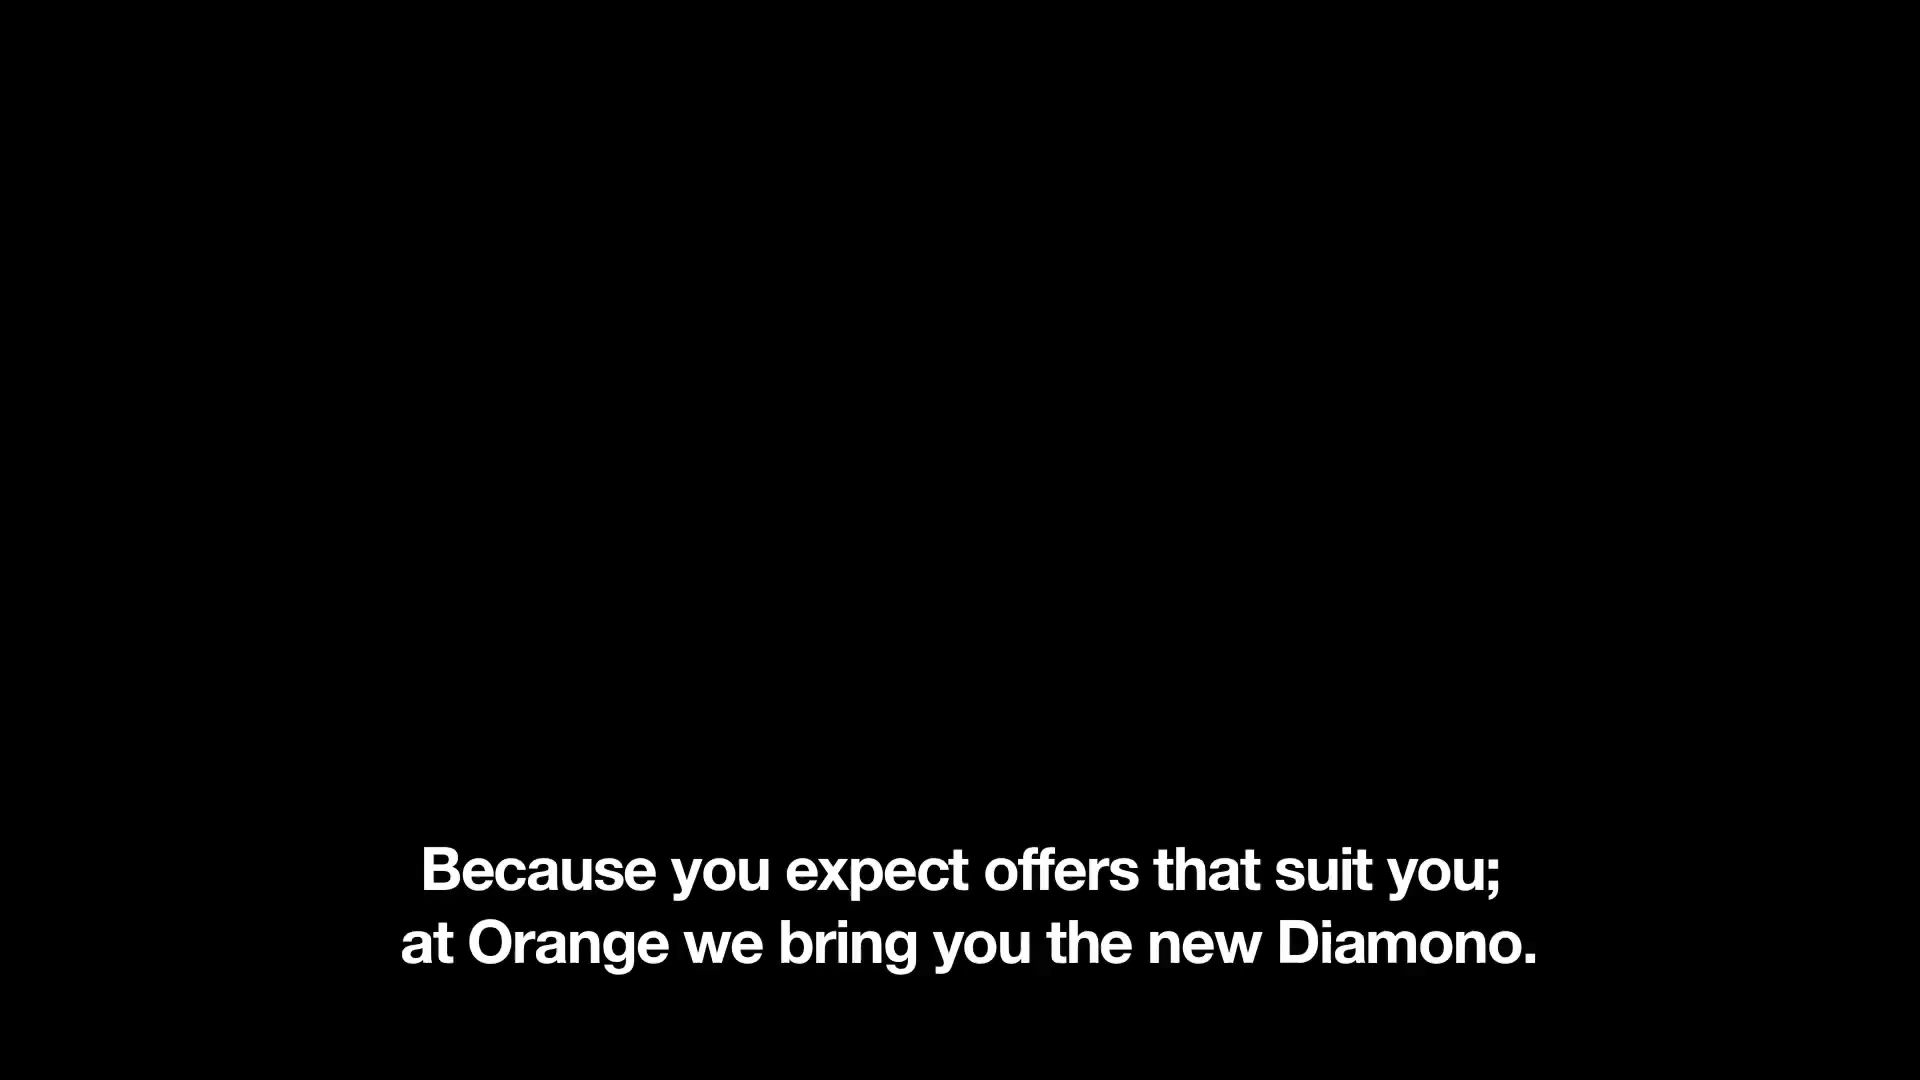 Because you expect offers that suit you;
at Orange we bring you the new Diamono.